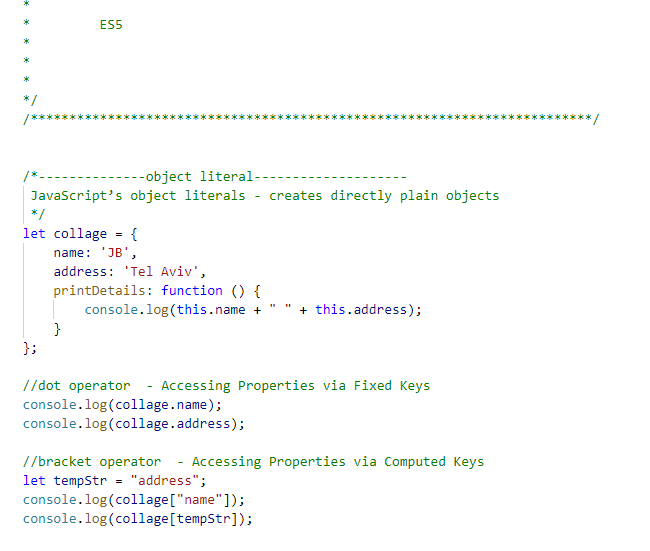 *
* ES5
*
*
*
*/
/*************************************************************************/
/*--------------object literal--------------------
JavaScript’s object literals - creates directly plain objects
*/
let collage = {
name: 'JB',
address: 'Tel Aviv',
printDetails: function () {
console.log(this.name + " " + this.address);
}
};
//dot operator  - Accessing Properties via Fixed Keys
console.log(collage.name);
console.log(collage.address);
//bracket operator  - Accessing Properties via Computed Keys
let tempStr = "address";
console.log(collage["name"]);
console.log(collage[tempStr]);